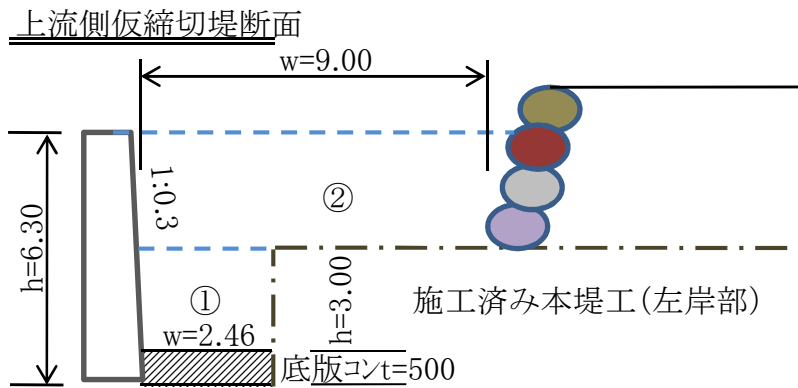 上流側仮締切堤断面
w=9.00
1:0.3
②
h=6.30
①
h=3.00
施工済み本堤工(左岸部)
w=2.46
底版コンt=500